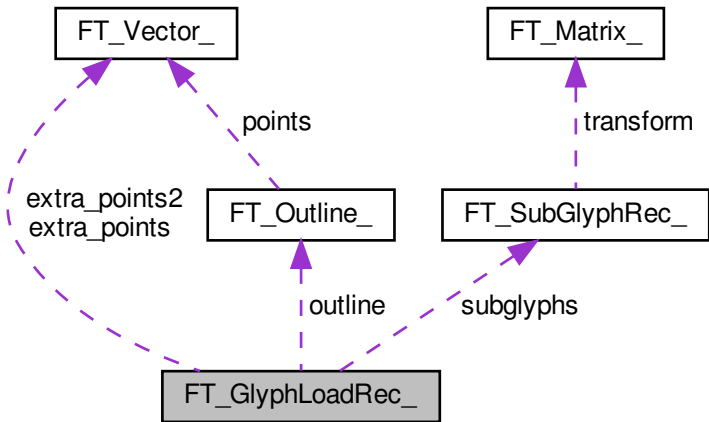 FT_Vector_
FT_Matrix_
points
transform
extra_points2
extra_points
FT_Outline_
FT_SubGlyphRec_
outline
subglyphs
FT_GlyphLoadRec_